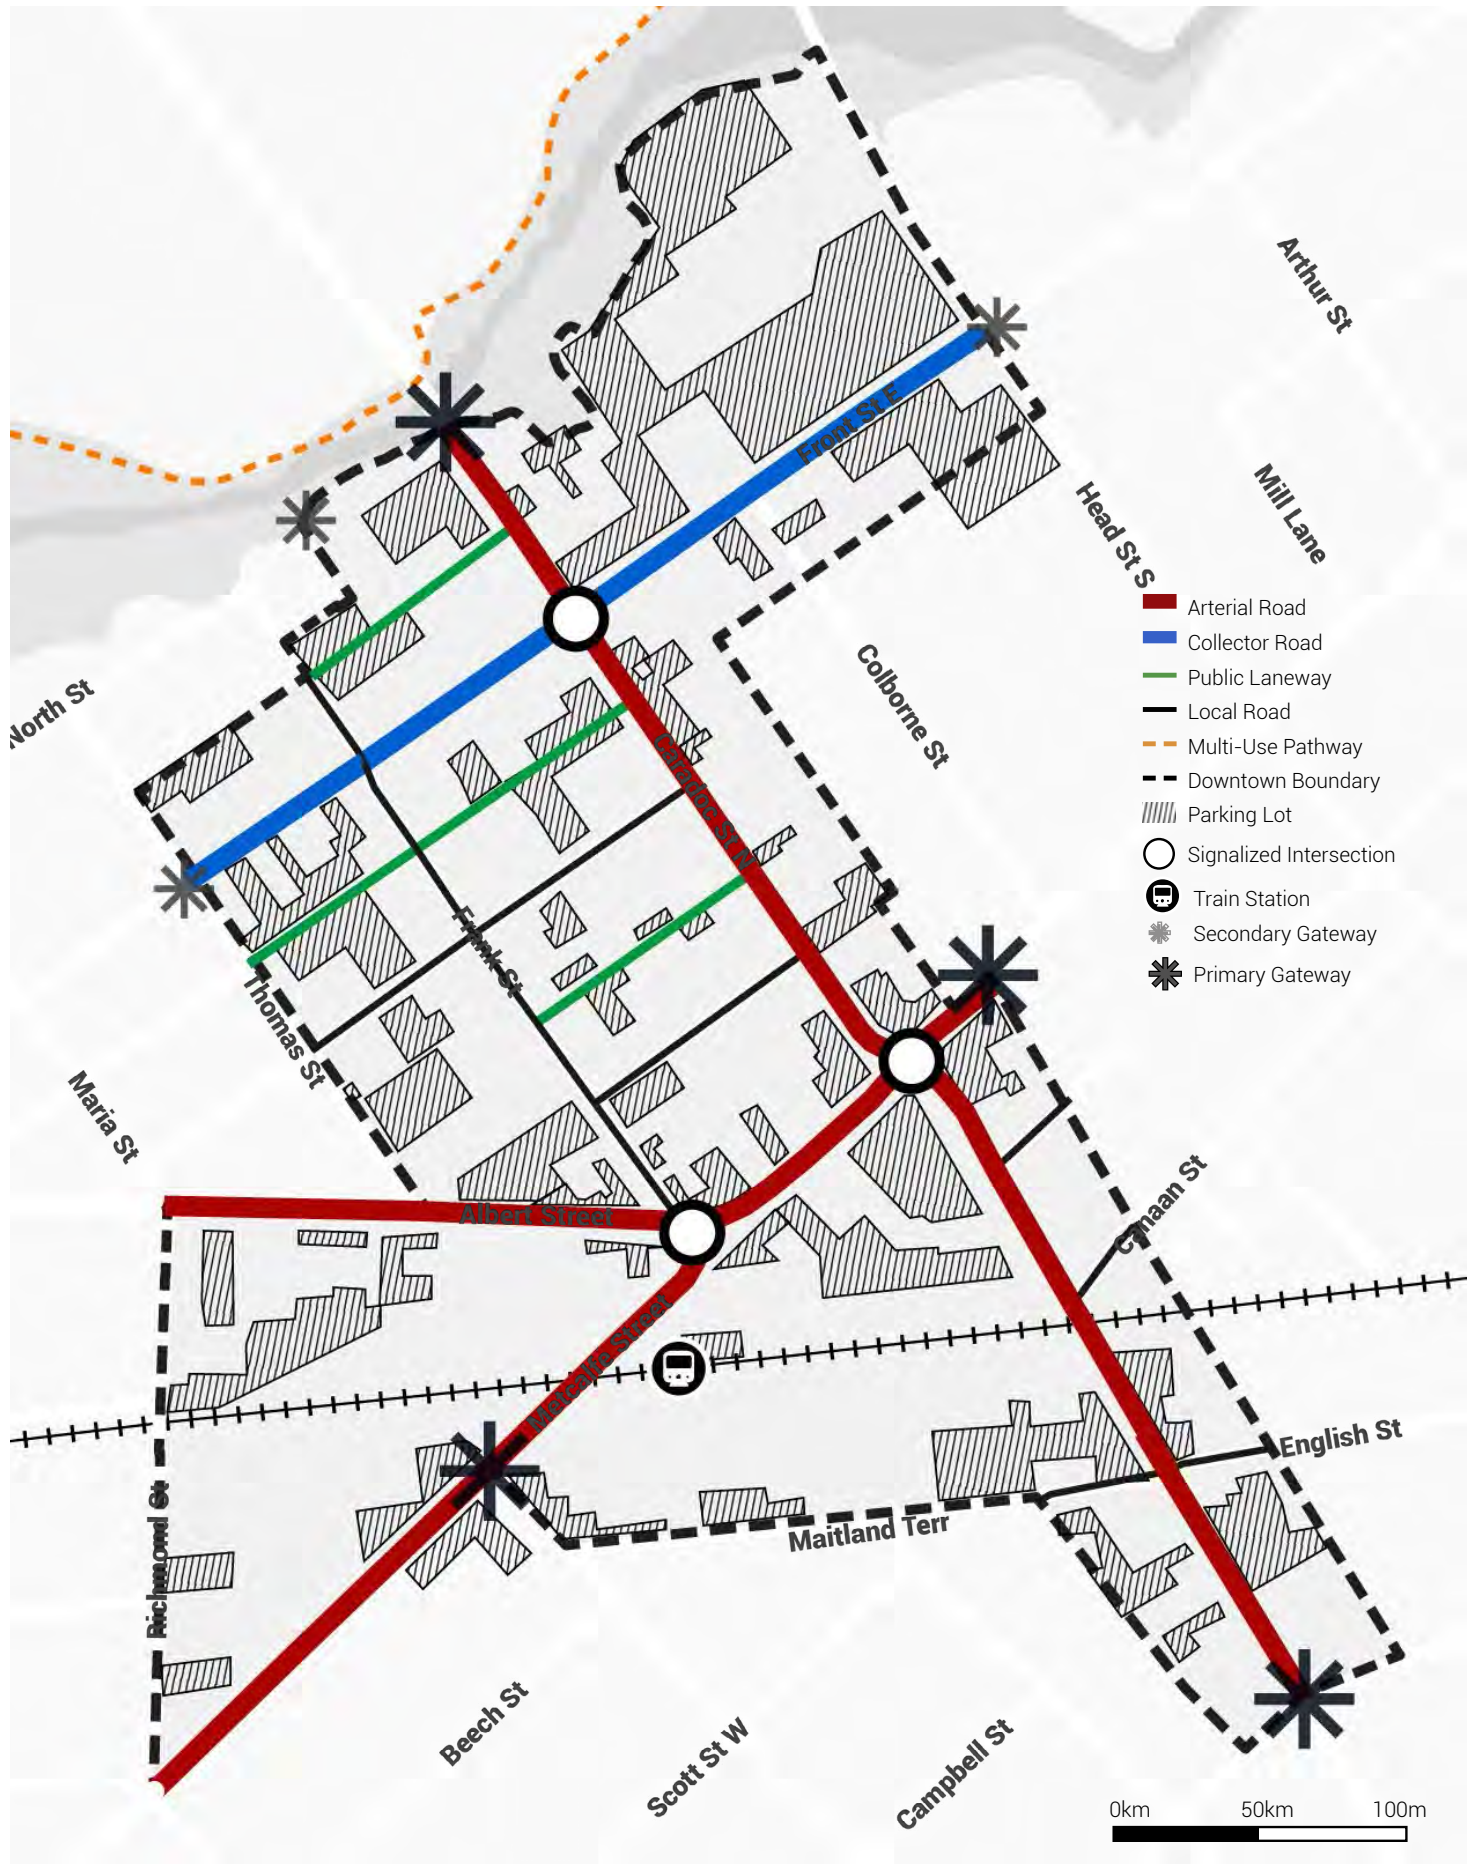 Arthur St
Front St E
Mill Lane
Head St S
Arterial Road
Collector Road
Public Laneway
Local Road
Multi-Use Pathway
Downtown Boundary
Parking Lot
Signalized Intersection
Train Station
Secondary Gateway
Primary Gateway
North St
Colborne St
Caradoc St N
Frank St
Thomas St
Maria St
Albert Street
Canaan St
Metcalfe Street
English St
Maitland Terr
Richmond St
Beech St
Scott St W
Campbell St
0km 50km 100m